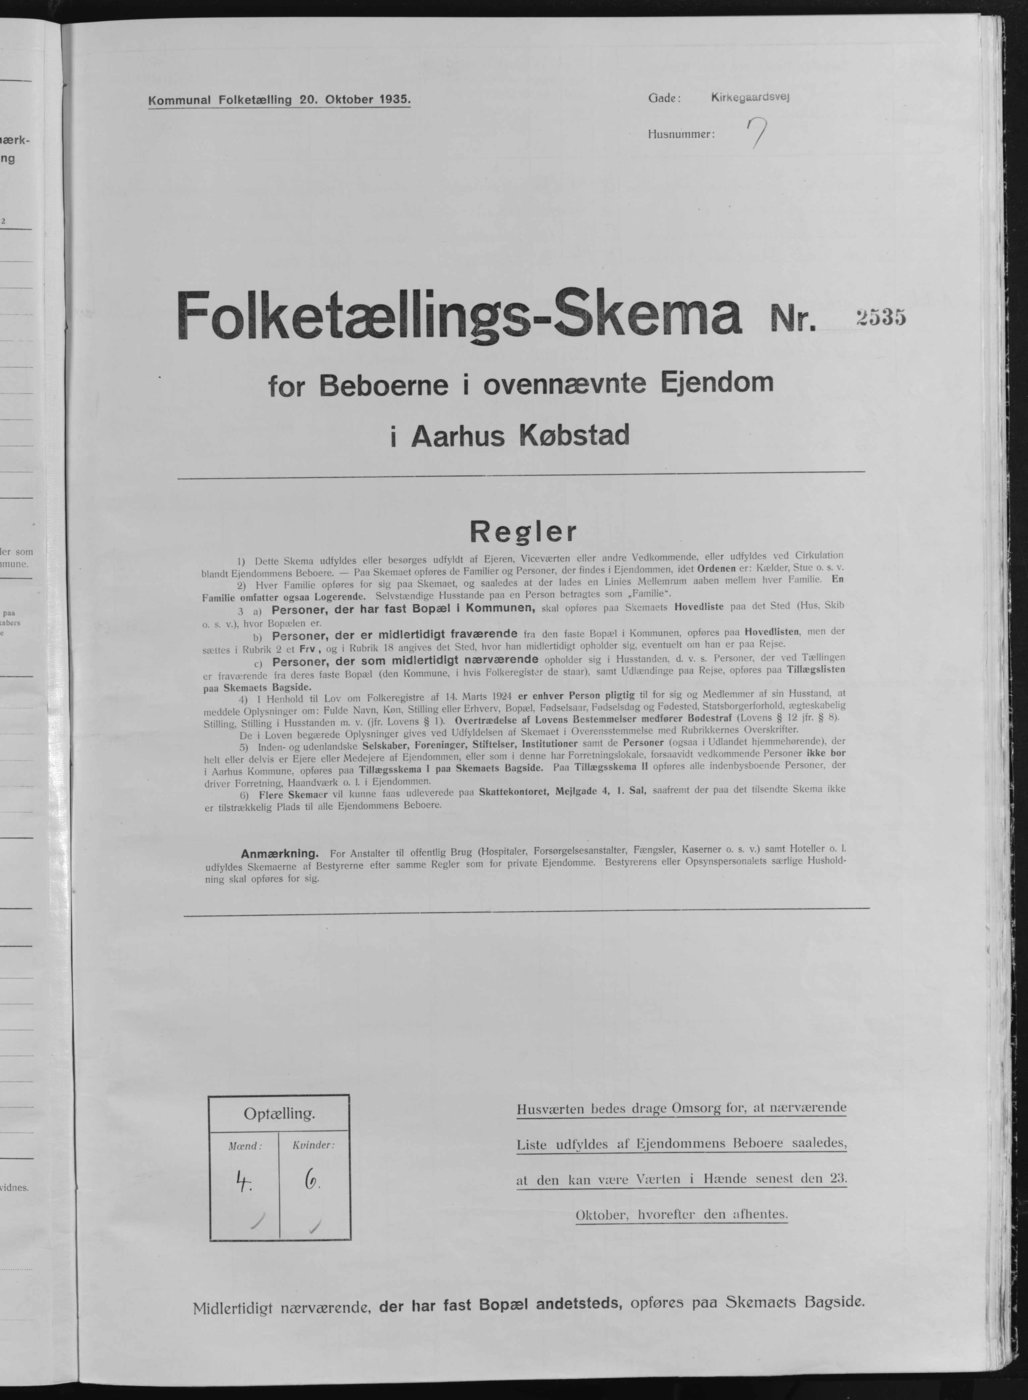 Kommunal Folketælling 20. Oktober 1935.
Gade: Kirkegaardsvej
Husnummer: 7
Folketællings-Skema Nr. 2535
for Beboerne i ovennævnte Ejendom
i Aarhus Købstad
Regler
1) Dette Skema udfyldes eller besørges udfyldt af Ejeren, Viceværten eller andre Vedkommende, eller udfyldes ved Cirkulation
blandt Ejendommens Beboere. — Paa Skemaet opføres de Familier og Personer, der findes i Ejendommen, idet Ordenen er: Kælder, Stue o. s. v.
2) Hver Familie opføres for sig paa Skemaet, og saaledes at der lades en Linies Mellemrum aaben mellem hver Familie. En
Familie omfatter ogsaa Logerende. Selvstændige Husstande paa en Person betragtes som „Familie".
3 a) Personer, der har fast Bopæl i Kommunen, skal opføres paa Skemaets Hovedliste paa det Sted (Hus, Skib
o. s. v.), hvor Bopælen er.
b) Personer, der er midlertidigt fraværende fra den faste Bopæl i Kommunen, opføres paa Hovedlisten, men der
sættes i Rubrik 2 et Frv., og i Rubrik 18 angives det Sted, hvor han midlertidigt opholder sig, eventuelt om han er paa Rejse.
c) Personer, der som midlertidigt nærværende opholder sig i Husstanden, d. v. s. Personer, der ved Tællingen
er fraværende fra deres faste Bopæl (den Kommune, i hvis Folkeregister de staar), samt Udlændinge paa Rejse, opføres paa Tillægslisten
paa Skemaets Bagside.
4) I Henhold til Lov om Folkeregistre af 14. Marts 1924 er enhver Person pligtig til for sig og Medlemmer af sin Husstand, at
meddele Oplysninger om: Fulde Navn, Køn, Stilling eller Erhverv, Bopæl, Fødselsaar, Fødselsdag og Fødested, Statsborgerforhold, ægteskabelig
Stilling, Stilling i Husstanden m. v. (jfr. Lovens § 1). Overtrædelse af Lovens Bestemmelser medfører Bødestraf (Lovens § 12 jfr. § 8).
De i Loven begærede Oplysninger gives ved Udfyldelsen af Skemaet i Overensstemmelse med Rubrikkernes Overskrifter.
5) Inden- og udenlandske Selskaber, Foreninger, Stiftelser, Institutioner samt de Personer (ogsaa i Udlandet hjemmehørende), der
helt eller delvis er Ejere eller Medejere af Ejendommen, eller som i denne har Forretningslokale, forsaavidt vedkommende Personer ikke bor
i Aarhus Kommune, opføres paa Tillægsskema I paa Skemaets Bagside. Paa Tillægsskema II opføres alle indenbysboende Personer, der
driver Forretning, Haandværk o. l. i Ejendommen.
6) Flere Skemaer vil kunne faas udleverede paa Skattekontoret, Mejlgade 4, 1. Sal, saafremt der paa det tilsendte Skema ikke
er tilstrækkelig Plads til alle Ejendommens Beboere.
Anmærkning. For Anstalter til offentlig Brug (Hospitaler, Forsørgelsesanstalter, Fængsler, Kaserner o. s. v.) samt Hoteller o. l.
udfyldes Skemaerne af Bestyrerne efter samme Regler som for private Ejendomme. Bestyrerens eller Opsynspersonalets særlige Hushold-
ning skal opføres for sig.
Optælling.
Mænd: Kvinder:
4. 6.
Husværten bedes drage Omsorg for, at nærværende
Liste udfyldes af Ejendommens Beboere saaledes,
at den kan være Værten i Hænde senest den 23.
Oktober, hvorefter den afhentes.
Midlertidigt nærværende, der har fast Bopæl andetsteds, opføres paa Skemaets Bagside.